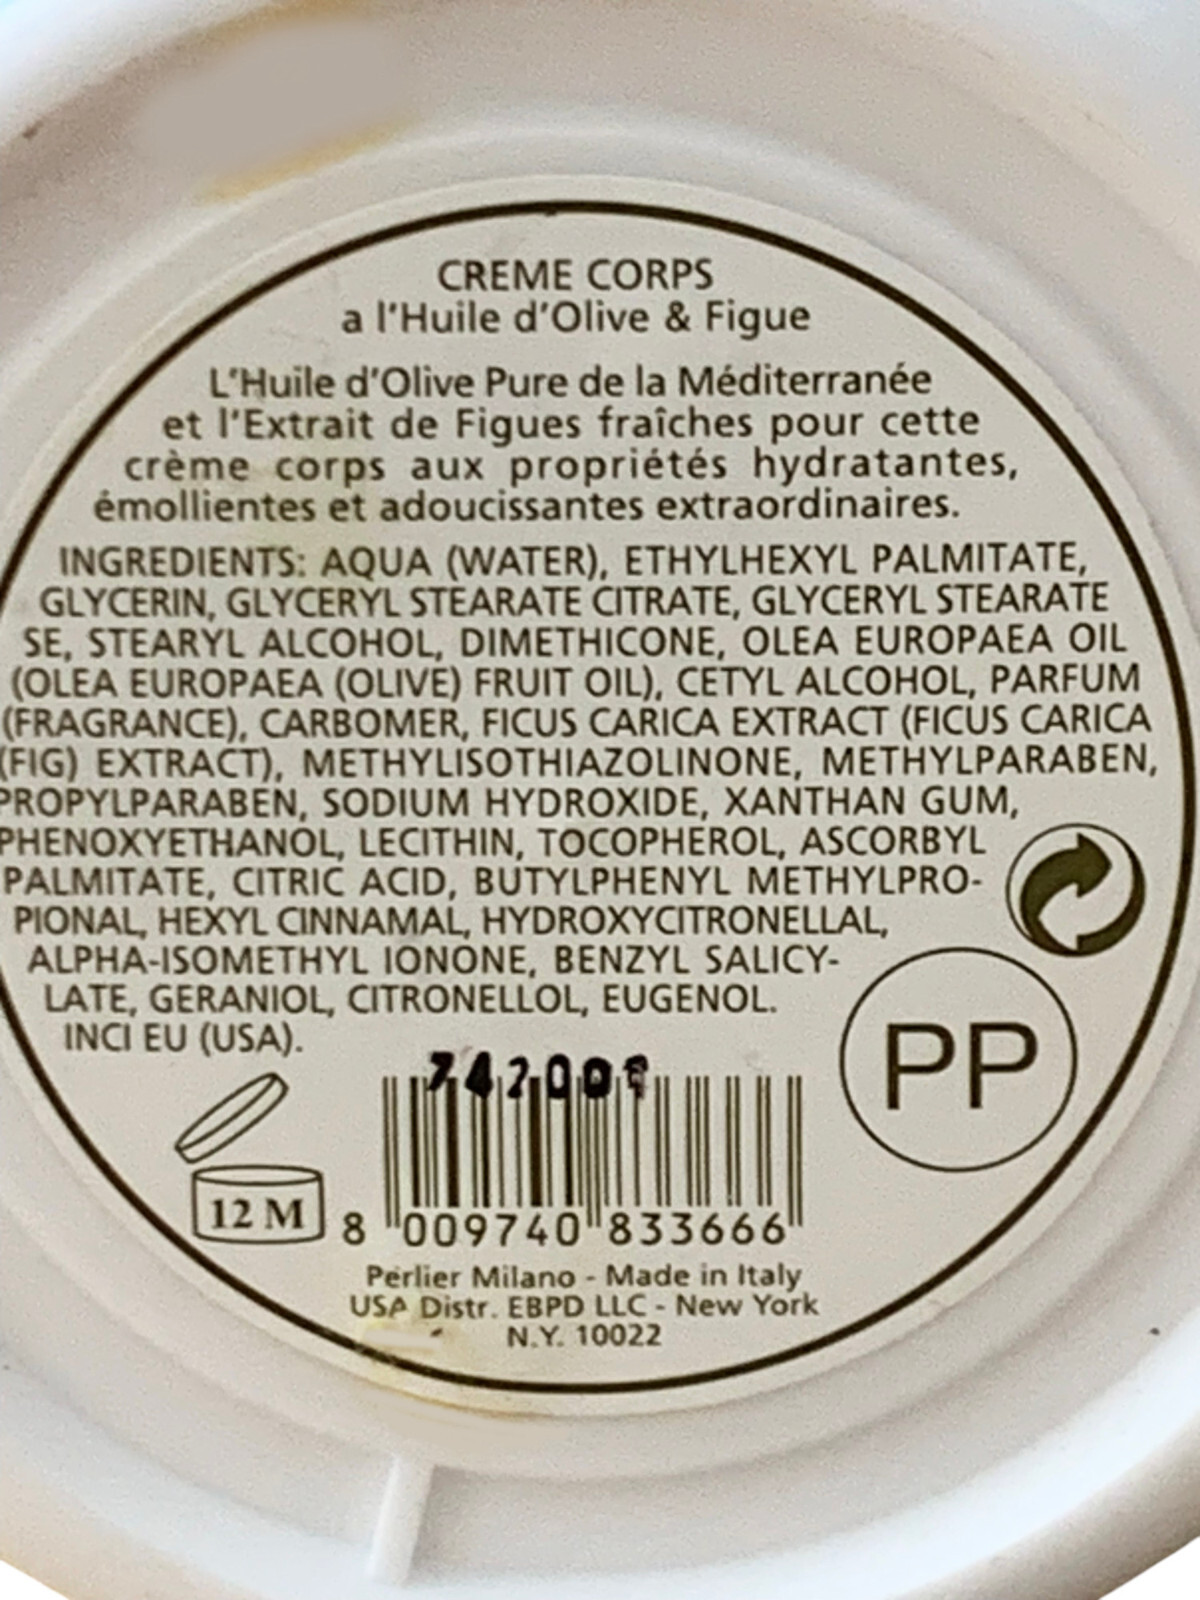 CREME CORPS
a l'Huile d'Olive & Figue
L'Huile d'Olive Pure de la Méditerranée
et l'Extrait de Figues fraîches pour cette
crème corps aux propriétés hydratantes,
émollientes et adoucissantes extraordinaires.
INGREDIENTS: AQUA (WATER), ETHYLHEXYL PALMITATE,
GLYCERIN, GLYCERYL STEARATE CITRATE, GLYCERYL STEARATE
SE, STEARYL ALCOHOL, DIMETHICONE, OLEA EUROPAEA OIL
(OLEA EUROPAEA (OLIVE) FRUIT OIL), CETYL ALCOHOL, PARFUM
(FRAGRANCE), CARBOMER, FICUS CARICA EXTRACT (FICUS CARICA
(FIG) EXTRACT), METHYLISOTHIAZOLINONE, METHYLPARABEN,
PROPYLPARABEN, SODIUM HYDROXIDE, XANTHAN GUM,
PHENOXYETHANOL, LECITHIN, TOCOPHEROL, ASCORBYL
PALMITATE, CITRIC ACID, BUTYLPHENYL METHYLPRO-
PIONAL, HEXYL CINNAMAL, HYDROXYCITRONELLAL,
ALPHA-ISOMETHYL IONONE, BENZYL SALICY-
LATE, GERANIOL, CITRONELLOL, EUGENOL.
INCI EU (USA).
PP
12 M
8 009740 833666
Perlier Milano - Made in Italy
USA Distr. EBPD LLC - New York
N.Y. 10022